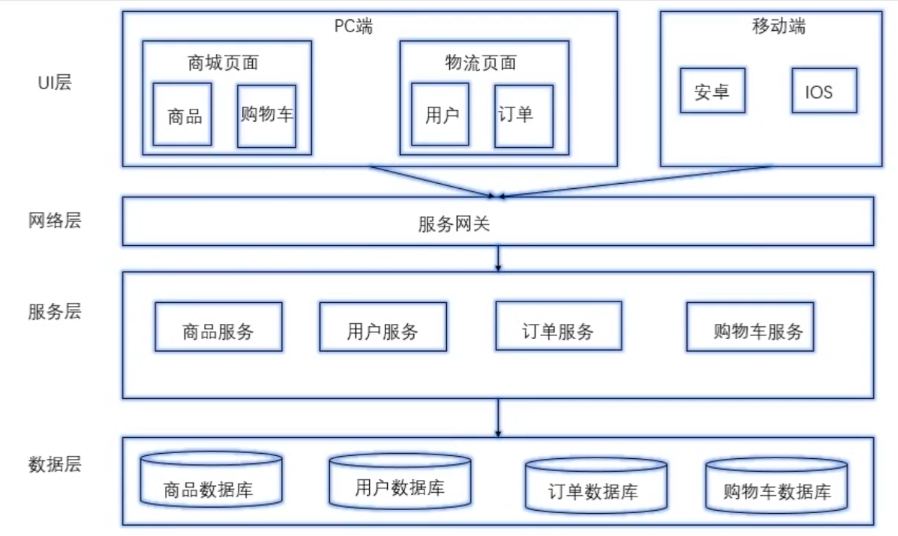 PC端
移动端
UI层
商城页面
物流页面
商品
购物车
用户
订单
安卓
IOS
网络层
服务网关
服务层
商品服务
用户服务
订单服务
购物车服务
数据层
商品数据库
用户数据库
订单数据库
购物车数据库